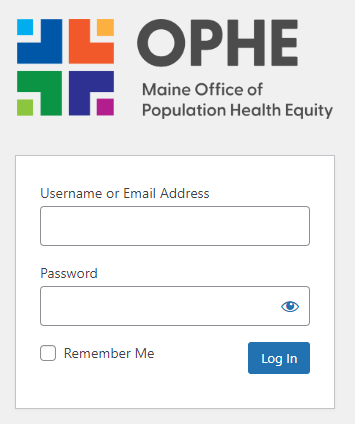 OPHE
Maine Office of
Population Health Equity
Username or Email Address
Password
Remember Me
Log In